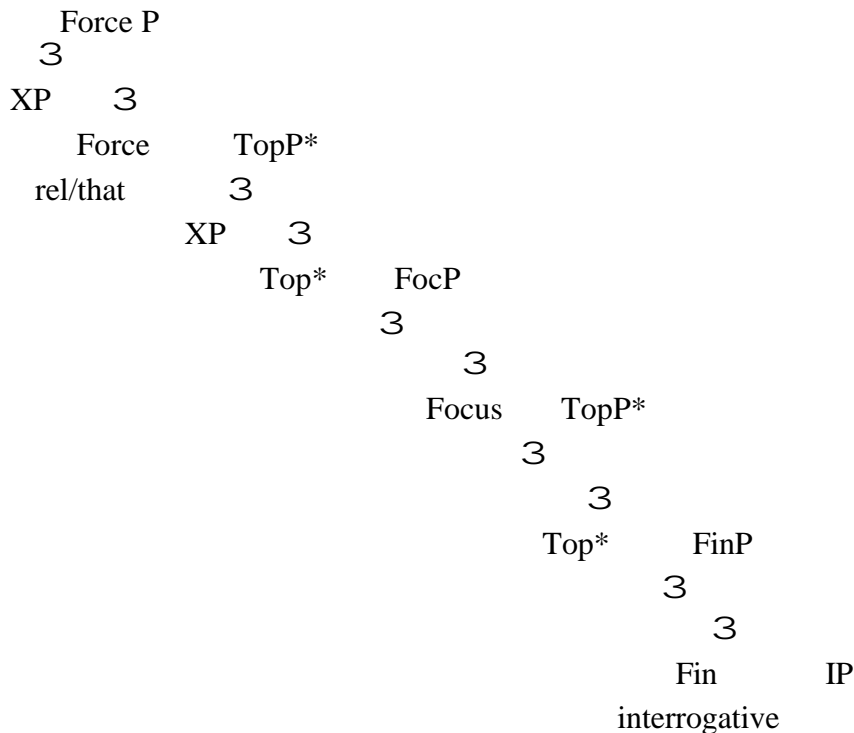 Force P
3
XP 3
Force TopP*
rel/that 3
XP 3
Top* FocP
3
3
Focus TopP*
3
3
Top* FinP
3
3
Fin IP
interrogative